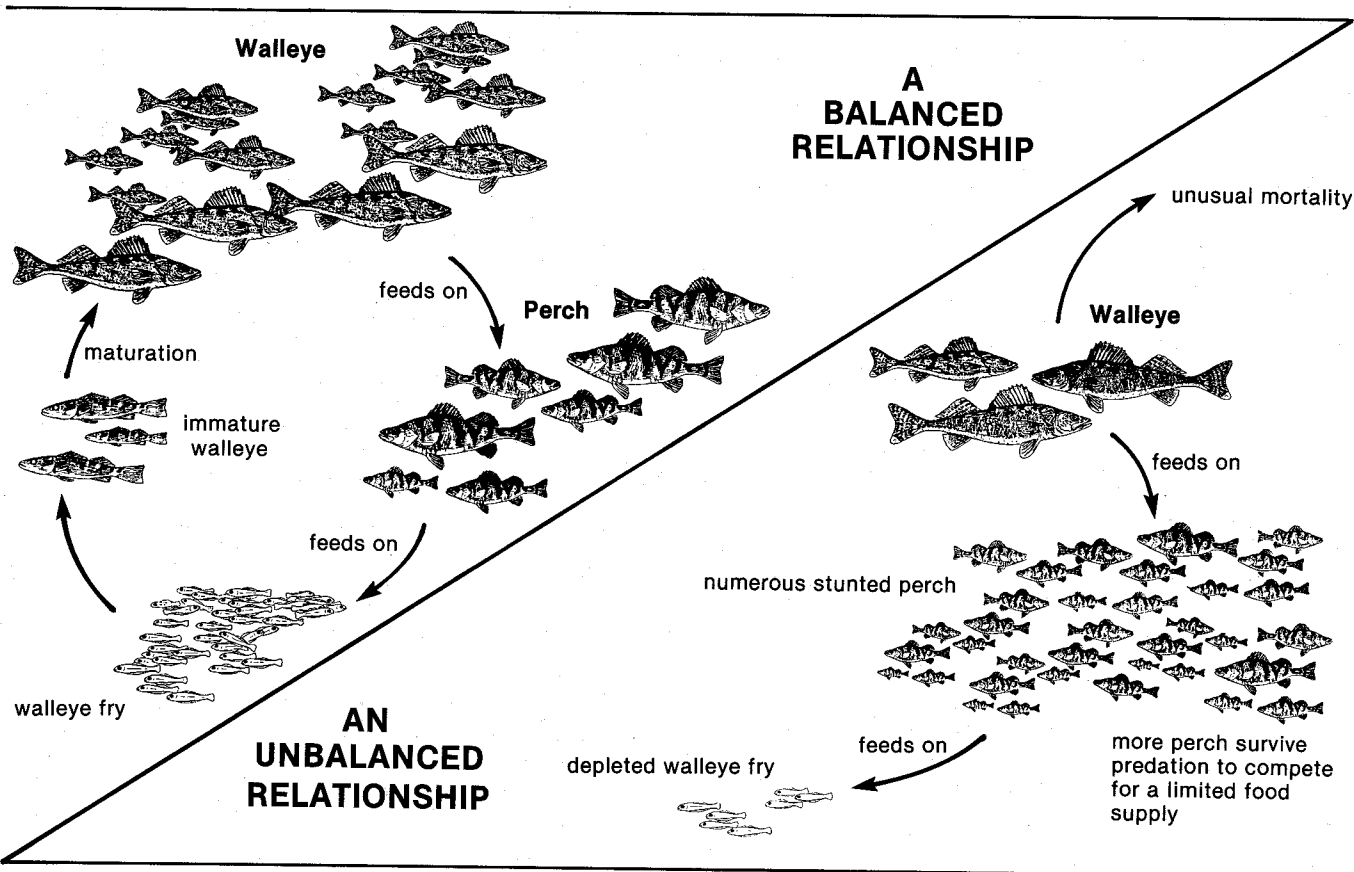 Walleye
A
BALANCED
RELATIONSHIP
feeds on
Perch
maturation
immature
walleye
feeds on
walleye fry
unusual mortality
Walleye
feeds on
numerous stunted perch
AN
UNBALANCED
RELATIONSHIP
depleted walleye fry
feeds on
more perch survive
predation to compete
for a limited food
supply